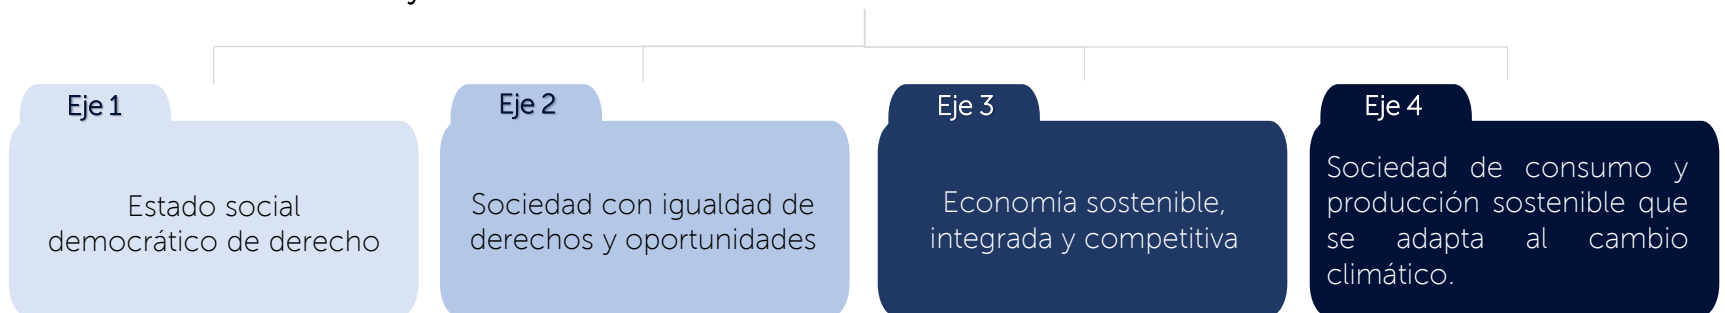 Eje 1
Eje 2
Eje 3
Eje 4
Estado social
democrático de derecho
Sociedad con igualdad de
derechos y oportunidades
Economía sostenible,
integrada y competitiva
Sociedad de consumo y
producción sostenible que
se adapta al cambio
climático.